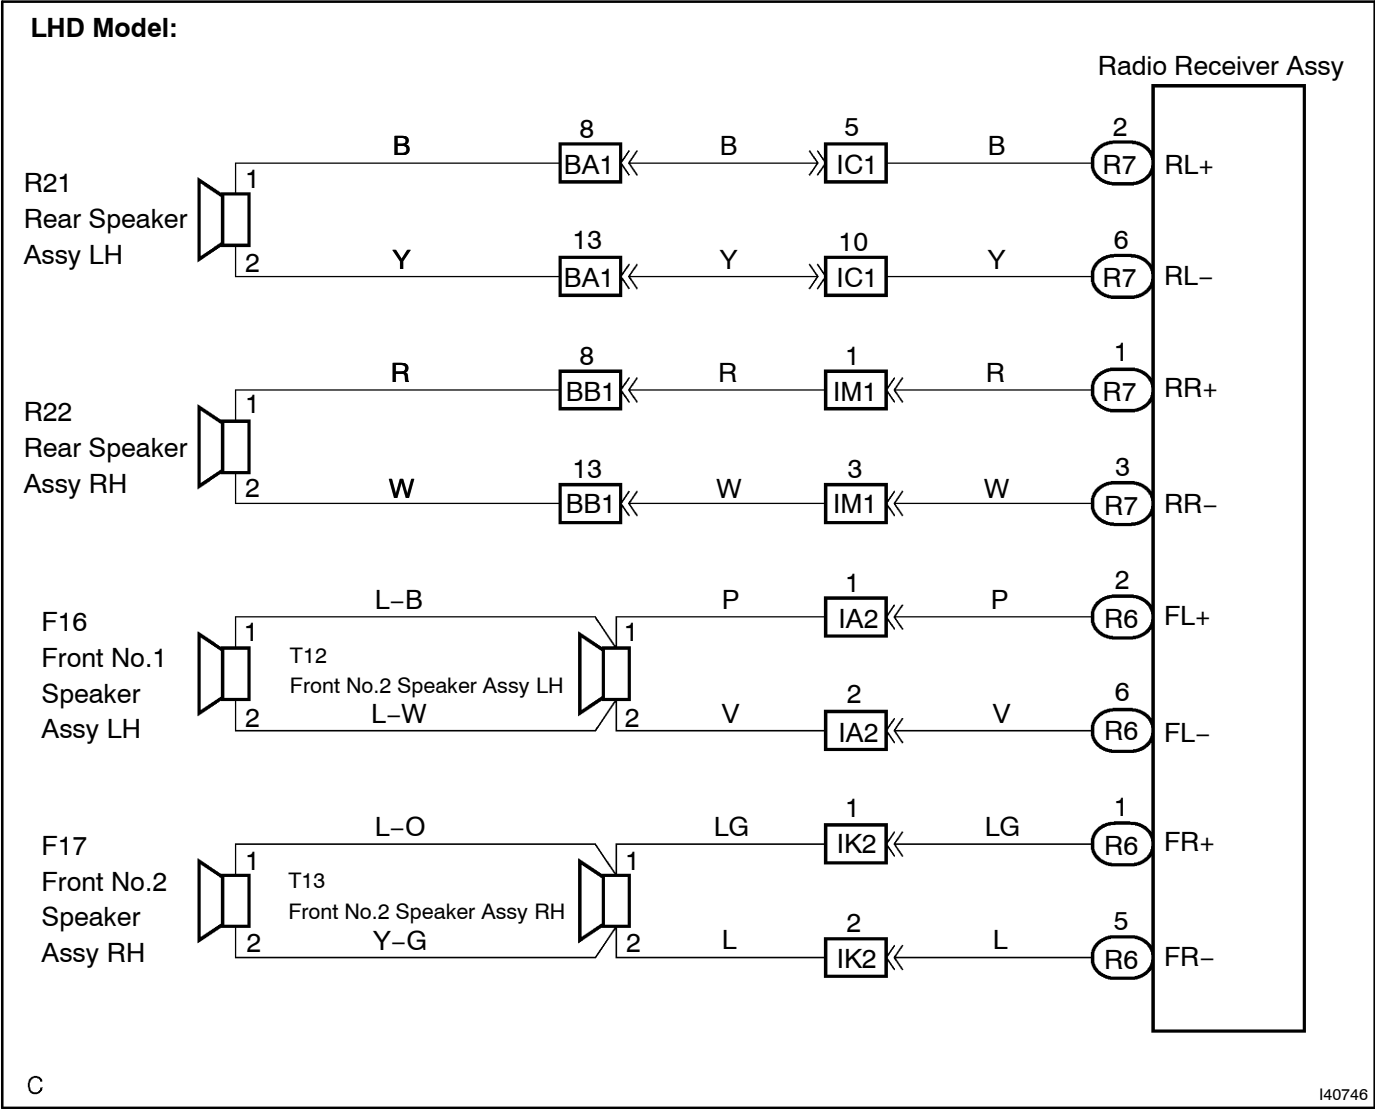 LHD Model:
Radio Receiver Assy
8
5
2
B
B
B
BA1
IC1
R7
RL+
R21
Rear Speaker
Assy LH
1
2
13
10
6
Y
Y
Y
BA1
IC1
R7
RL−
8
1
1
R
R
R
BB1
IM1
R7
RR+
R22
Rear Speaker
Assy RH
1
2
13
3
3
W
W
W
BB1
IM1
R7
RR−
1
2
L−B
P
P
IA2
R6
FL+
F16
Front No.1
Speaker
Assy LH
1
2
T12
Front No.2 Speaker Assy LH
1
2
2
6
L−W
V
V
IA2
R6
FL−
1
1
L−O
LG
LG
IK2
R6
FR+
F17
Front No.2
Speaker
Assy RH
1
2
T13
Front No.2 Speaker Assy RH
1
2
2
5
Y−G
L
L
IK2
R6
FR−
C
I40746